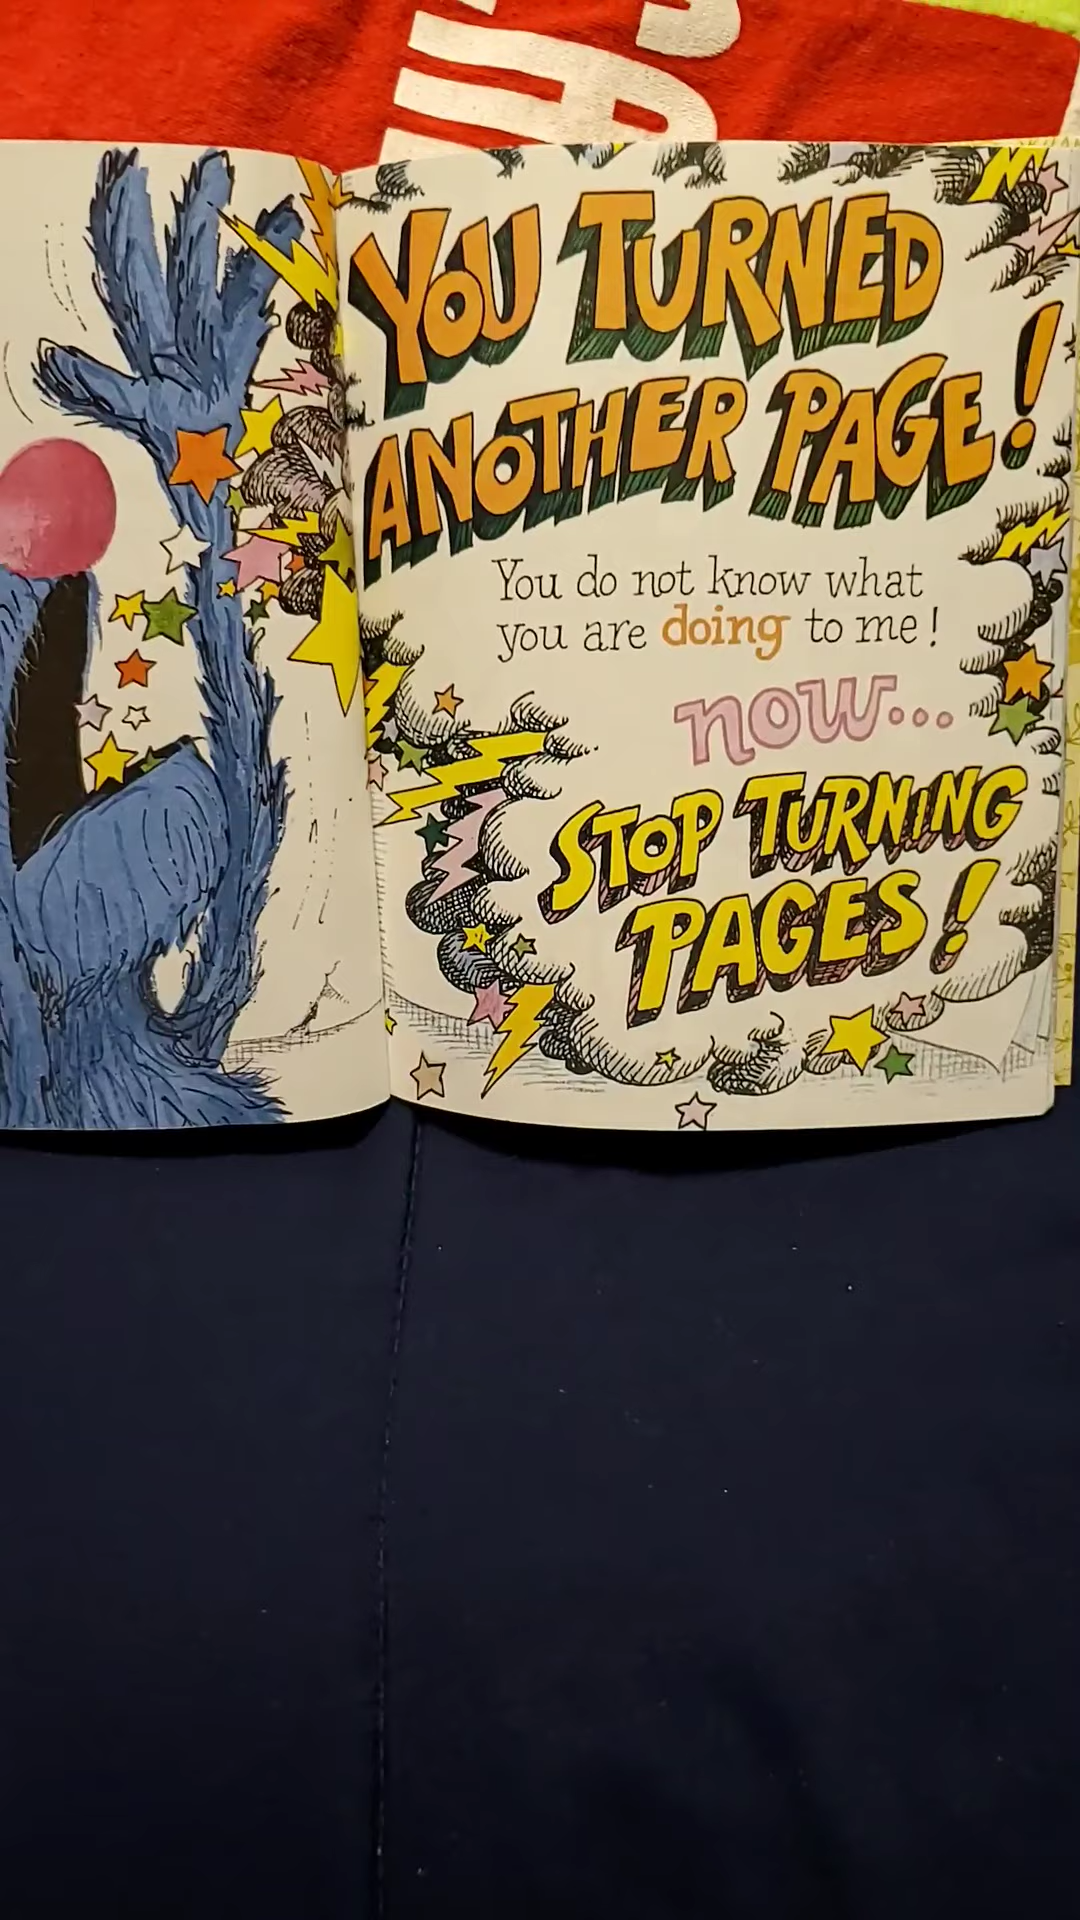 YOU TURNED
ANOTHER PAGE!
You do not know what
you are doing to me!
now...
STOP TURNING
PAGES!